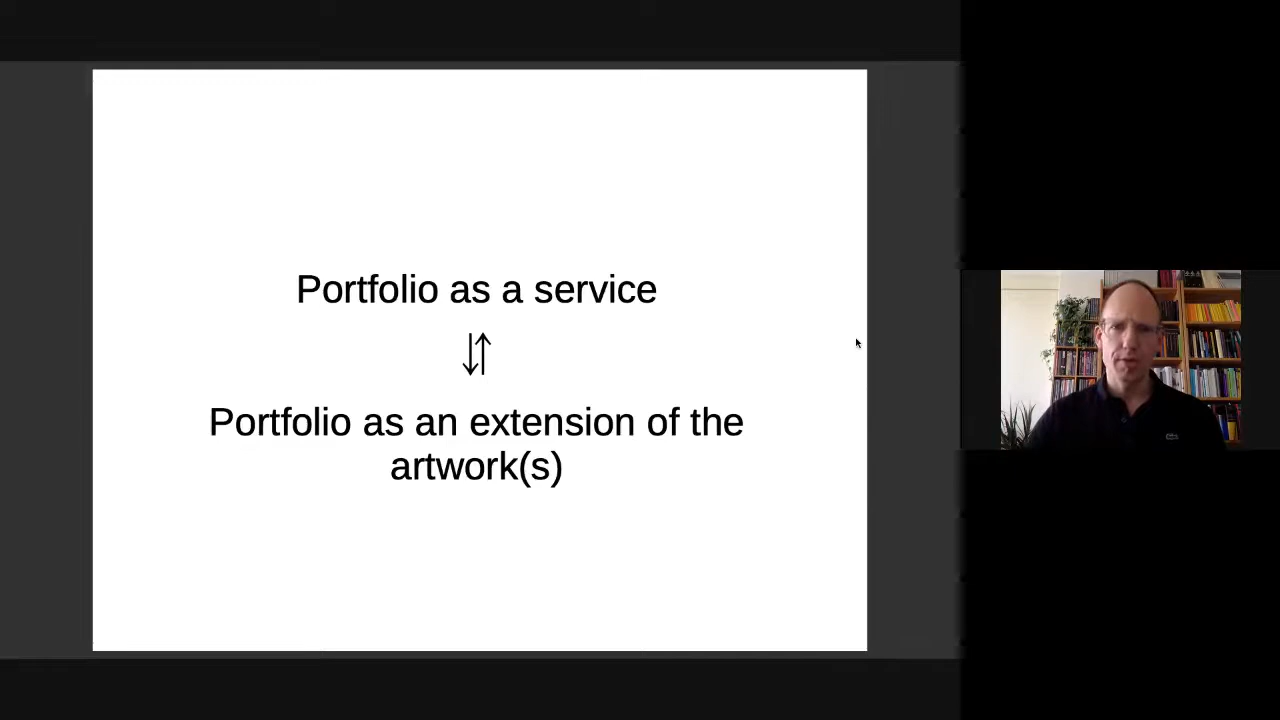 Portfolio as a service
⇵
Portfolio as an extension of the
artwork(s)